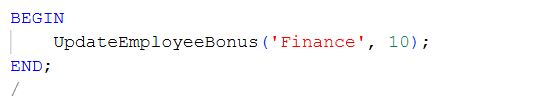 BEGIN
    UpdateEmployeeBonus('Finance', 10);
END;
/